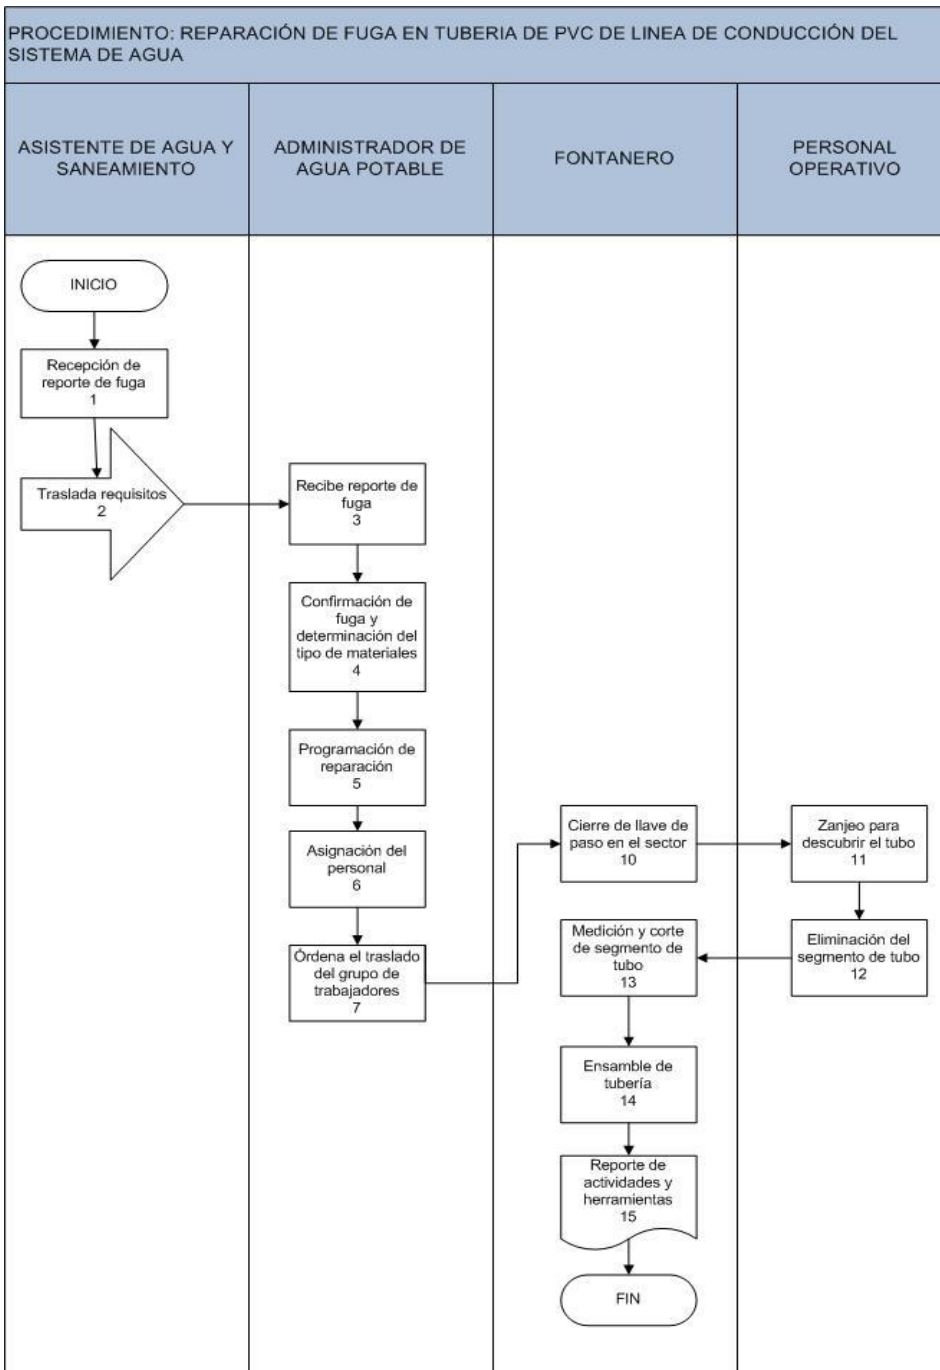 PROCEDIMIENTO: REPARACIÓN DE FUGA EN TUBERIA DE PVC DE LINEA DE CONDUCCIÓN DEL
SISTEMA DE AGUA
ASISTENTE DE AGUA Y
SANEAMIENTO
ADMINISTRADOR DE
AGUA POTABLE
FONTANERO
PERSONAL
OPERATIVO
INICIO
Recepción de
reporte de fuga
1
Traslada requisitos
2
Recibe reporte de
fuga
3
Confirmación de
fuga y
determinación del
tipo de materiales
4
Programación de
reparación
5
Asignación del
personal
6
Órdena el traslado
del grupo de
trabajadores
7
Cierre de llave de
paso en el sector
10
Zanjeo para
descubrir el tubo
11
Eliminación del
segmento de tubo
12
Medición y corte
de segmento de
tubo
13
Ensamble de
tubería
14
Reporte de
actividades y
herramientas
15
FIN